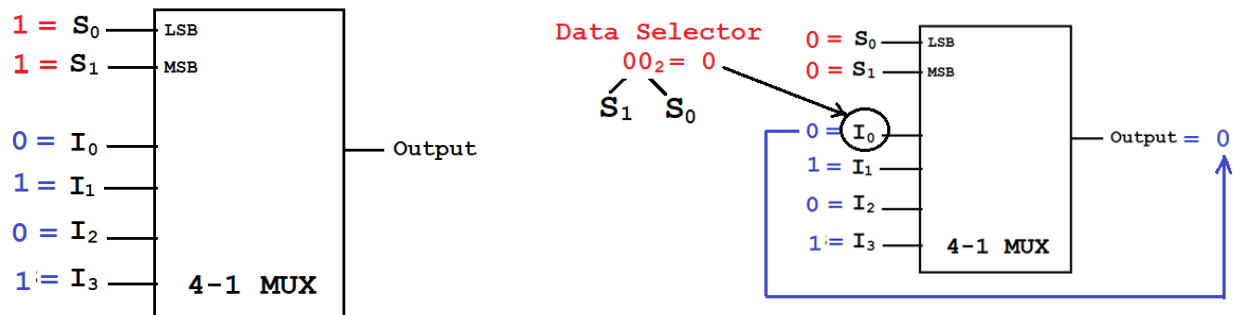 1 = S₀ LSB
1 = S₁ MSB
0 = I₀
Output
1 = I₁
0 = I₂
1 = I₃
4-1 MUX
Data Selector
00₂ = 0
S₁ S₀
0 = S₀ LSB
0 = S₁ MSB
0 = I₀
Output = 0
1 = I₁
0 = I₂
1 = I₃
4-1 MUX